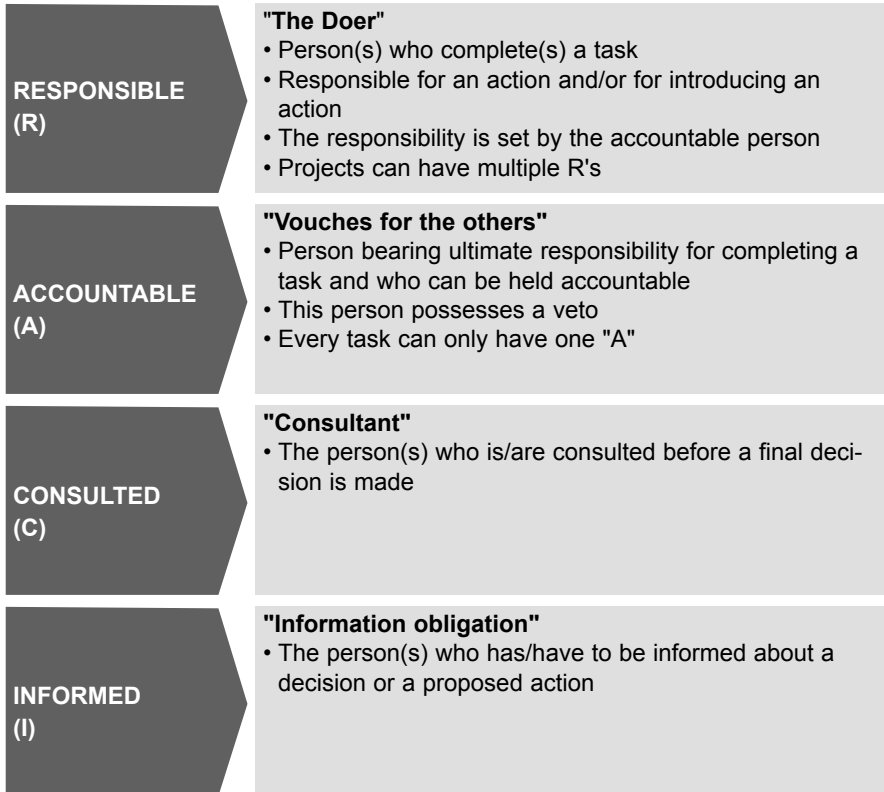 RESPONSIBLE
(R)
"The Doer"
• Person(s) who complete(s) a task
• Responsible for an action and/or for introducing an
action
• The responsibility is set by the accountable person
• Projects can have multiple R's
ACCOUNTABLE
(A)
"Vouches for the others"
• Person bearing ultimate responsibility for completing a
task and who can be held accountable
• This person possesses a veto
• Every task can only have one "A"
CONSULTED
(C)
"Consultant"
• The person(s) who is/are consulted before a final deci-
sion is made
INFORMED
(I)
"Information obligation"
• The person(s) who has/have to be informed about a
decision or a proposed action